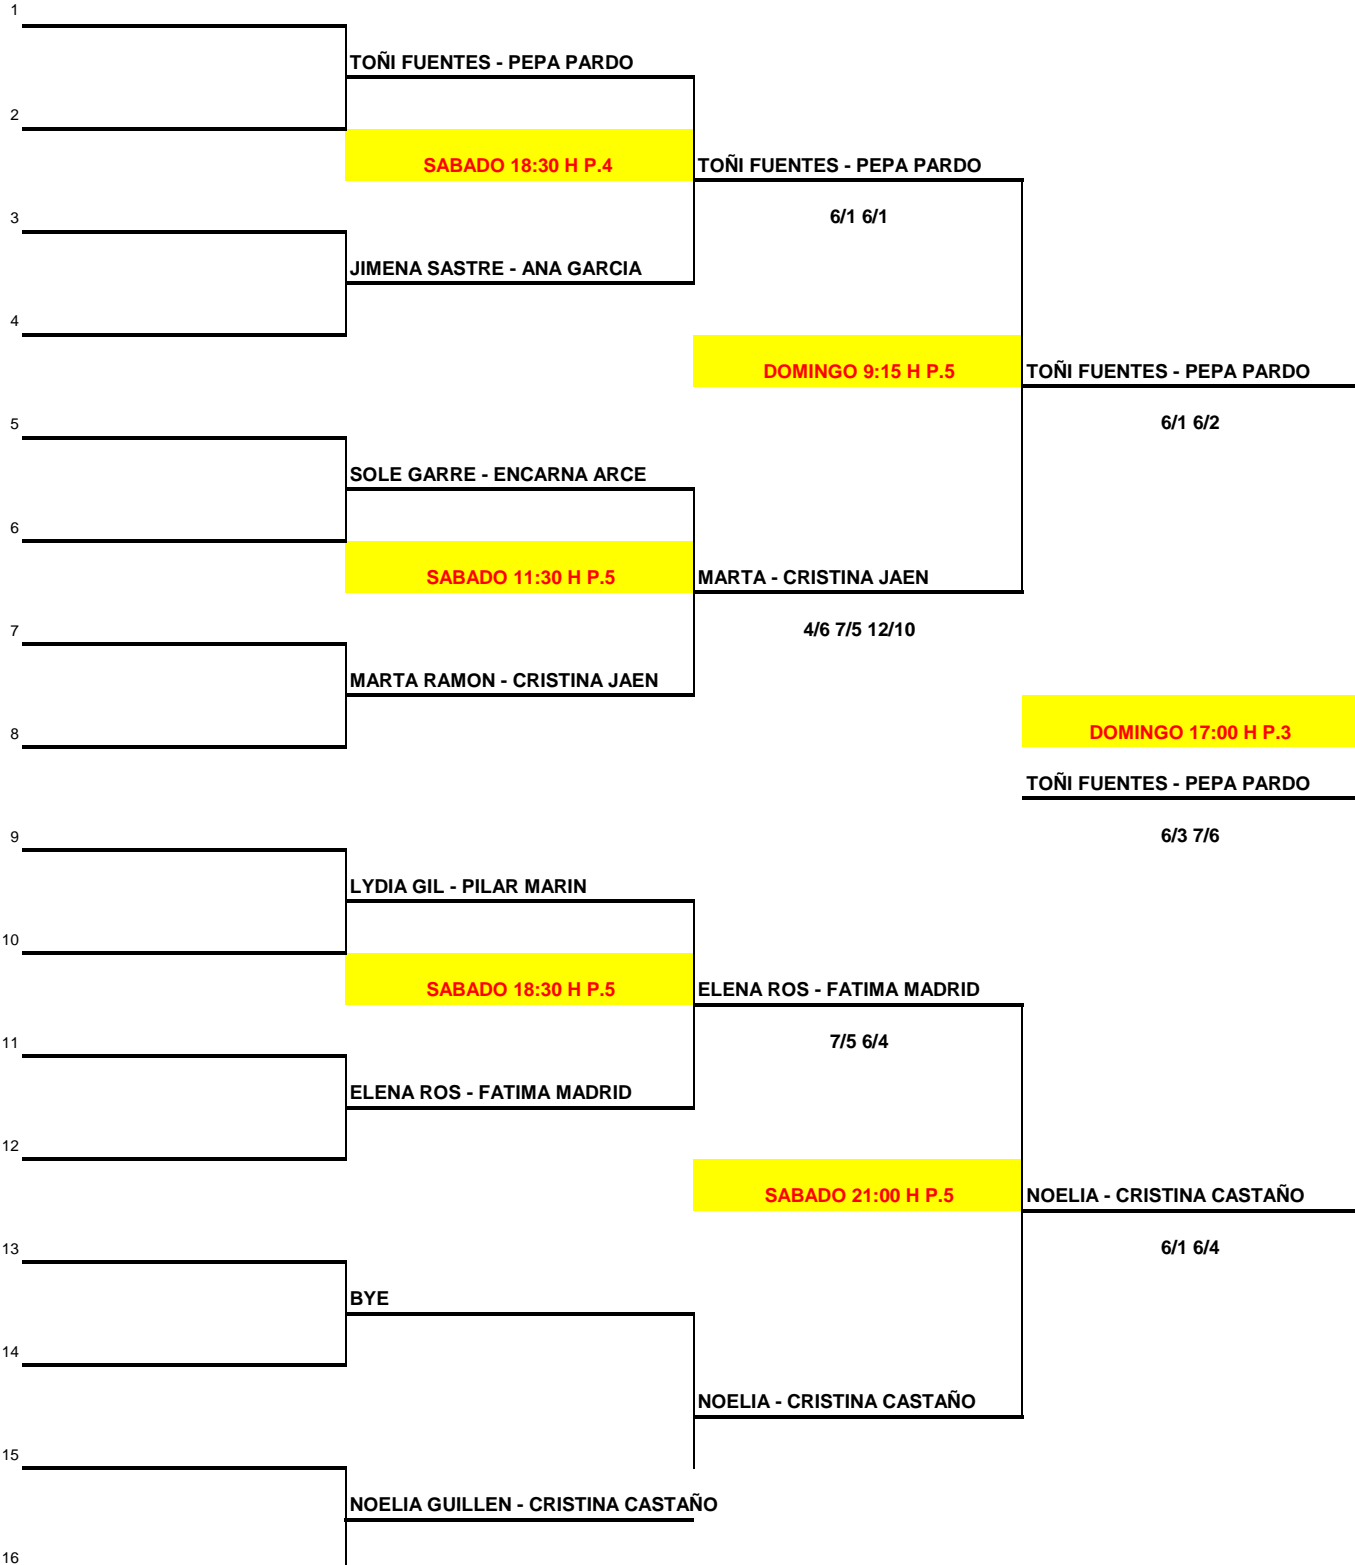 1
TOÑI FUENTES - PEPA PARDO
2
SABADO 18:30 H P.4
TOÑI FUENTES - PEPA PARDO
3
6/1 6/1
JIMENA SASTRE - ANA GARCIA
4
DOMINGO 9:15 H P.5
TOÑI FUENTES - PEPA PARDO
5
6/1 6/2
SOLE GARRE - ENCARNA ARCE
6
SABADO 11:30 H P.5
MARTA - CRISTINA JAEN
7
4/6 7/5 12/10
MARTA RAMON - CRISTINA JAEN
8
DOMINGO 17:00 H P.3
TOÑI FUENTES - PEPA PARDO
9
6/3 7/6
LYDIA GIL - PILAR MARIN
10
SABADO 18:30 H P.5
ELENA ROS - FATIMA MADRID
11
7/5 6/4
ELENA ROS - FATIMA MADRID
12
SABADO 21:00 H P.5
NOELIA - CRISTINA CASTAÑO
13
6/1 6/4
BYE
14
NOELIA - CRISTINA CASTAÑO
15
NOELIA GUILLEN - CRISTINA CASTAÑO
16